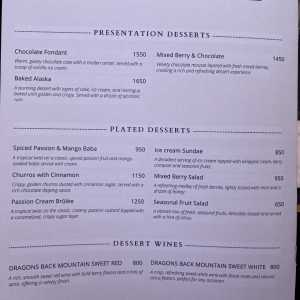 PRESENTATION DESSERTS
Chocolate Fondant 1550
Warm, gooey chocolate cake with a molten center, served with a
scoop of vanilla ice cream.
Baked Alaska 1650
A stunning dessert with layers of cake, ice cream, and meringue
baked until golden and crispy. Served with a drizzle of
rum.
Mixed Berry & Chocolate 1450
Velvety chocolate mousse layered with fresh mixed berries,
creating a rich and refreshing dessert experience.
PLATED DESSERTS
Spiced Passion & Mango Baba 950
A tropical twist on a classic, spiced passion fruit and mango-
soaked baba, served with cream.
Churros with Cinnamon 1150
Crispy, golden churros dusted with cinnamon sugar, served with a
rich chocolate dipping sauce.
Passion Cream Brûlée 1250
A tropical twist on the classic, creamy passion custard topped with
a caramelized, crispy sugar layer.
Ice cream Sundae 850
A decadent serving of ice cream topped with whipped cream, berry
compote and seasonal fruits.
Mixed Berry Salad 950
A refreshing medley of fresh berries, lightly tossed with mint and a
drizzle of honey.
Seasonal Fruit Salad 650
A vibrant mix of fresh, seasonal fruits, delicately tossed and served
with a hint of citrus.
DESSERT WINES
DRAGONS BACK MOUNTAIN SWEET RED 800
A rich, smooth sweet red wine with bold berry flavors and a hint of
spice, offering a velvety finish.
DRAGONS BACK MOUNTAIN SWEET WHITE 800
A crisp, refreshing sweet white wine with floral notes and vibrant
citrus flavors, perfect for any occasion.